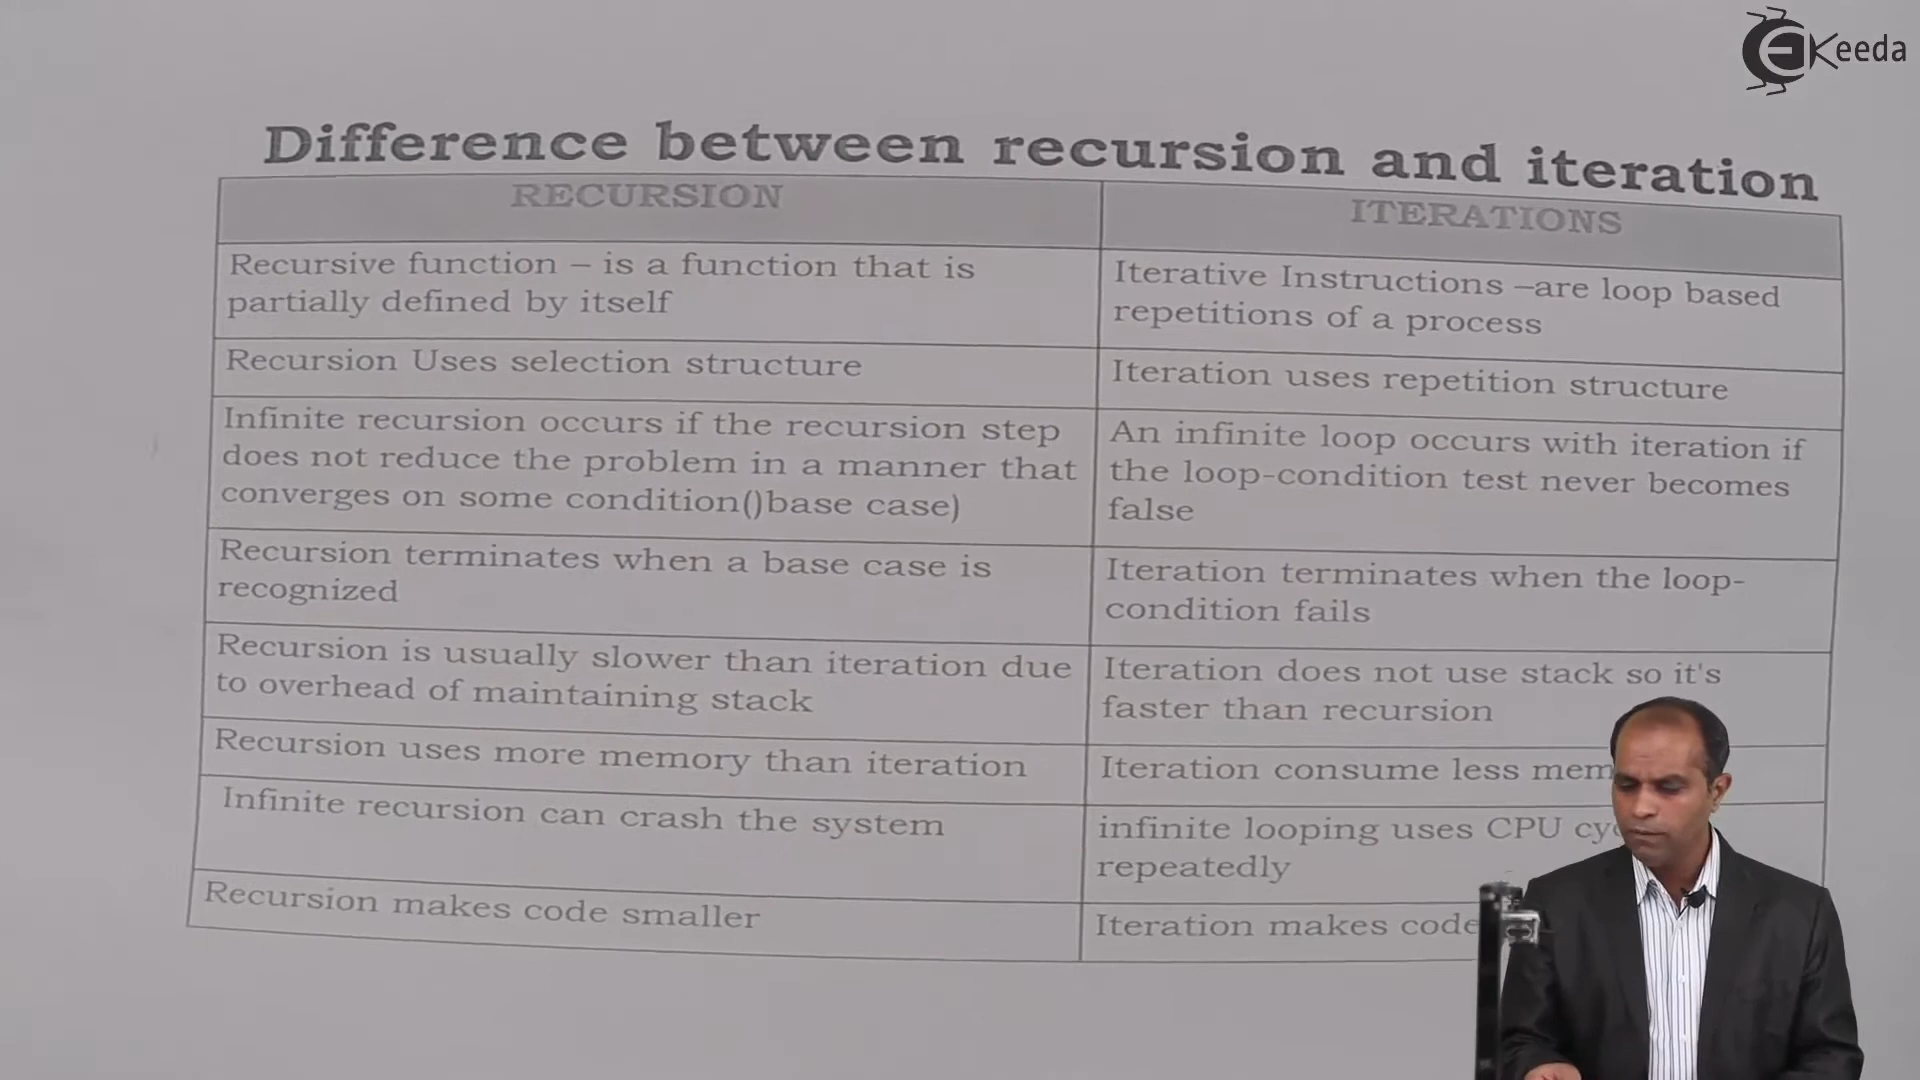 Keeda
Difference between recursion and iteration
RECURSION
ITERATIONS
Recursive function – is a function that is
partially defined by itself
Iterative Instructions –are loop based
repetitions of a process
Recursion Uses selection structure
Iteration uses repetition structure
Infinite recursion occurs if the recursion step
does not reduce the problem in a manner that
converges on some condition()base case)
An infinite loop occurs with iteration if
the loop-condition test never becomes
false
Recursion terminates when a base case is
recognized
Iteration terminates when the loop-
condition fails
Recursion is usually slower than iteration due
to overhead of maintaining stack
Iteration does not use stack so it's
faster than recursion
Recursion uses more memory than iteration
Iteration consume less
Infinite recursion can crash the system
infinite looping uses CPU
repeatedly
Recursion makes code smaller
Iteration makes code